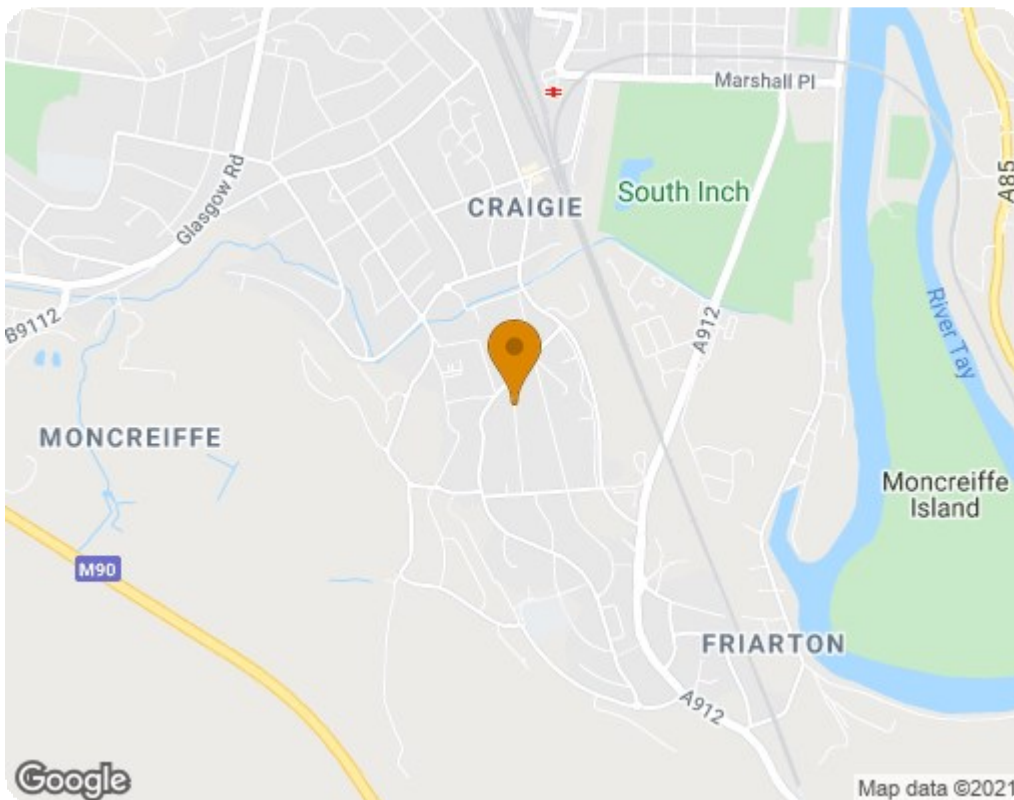 Marshall Pl
A85
Glasgow Rd
South Inch
CRAIGIE
B9112
A912
River Tay
MONCREIFFE
Moncreiffe
Island
M90
FRIARTON
A912
Google
Map data ©2021